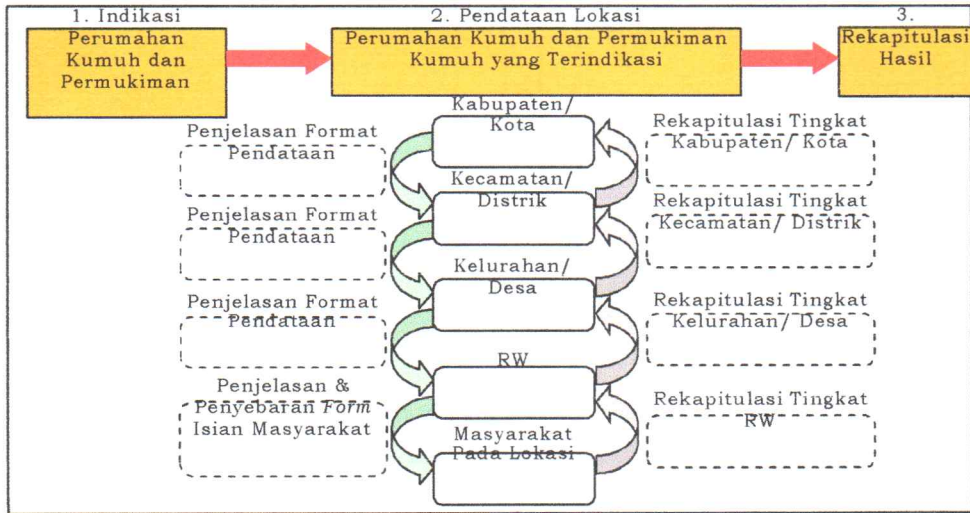 1. Indikasi
Perumahan
Kumuh dan
Permukiman
2. Pendataan Lokasi
Perumahan Kumuh dan Permukiman
Kumuh yang Terindikasi
3.
Rekapitulasi
Hasil
Kabupaten/
Kota
Penjelasan Format
Pendataan
Rekapitulasi Tingkat
Kabupaten/ Kota
Kecamatan/
Distrik
Penjelasan Format
Pendataan
Rekapitulasi Tingkat
Kecamatan/ Distrik
Kelurahan/
Desa
Penjelasan Format
Pendataan
Rekapitulasi Tingkat
Kelurahan/ Desa
RW
Penjelasan &
Penyebaran Form
Isian Masyarakat
Rekapitulasi Tingkat
RW
Masyarakat
Pada Lokasi